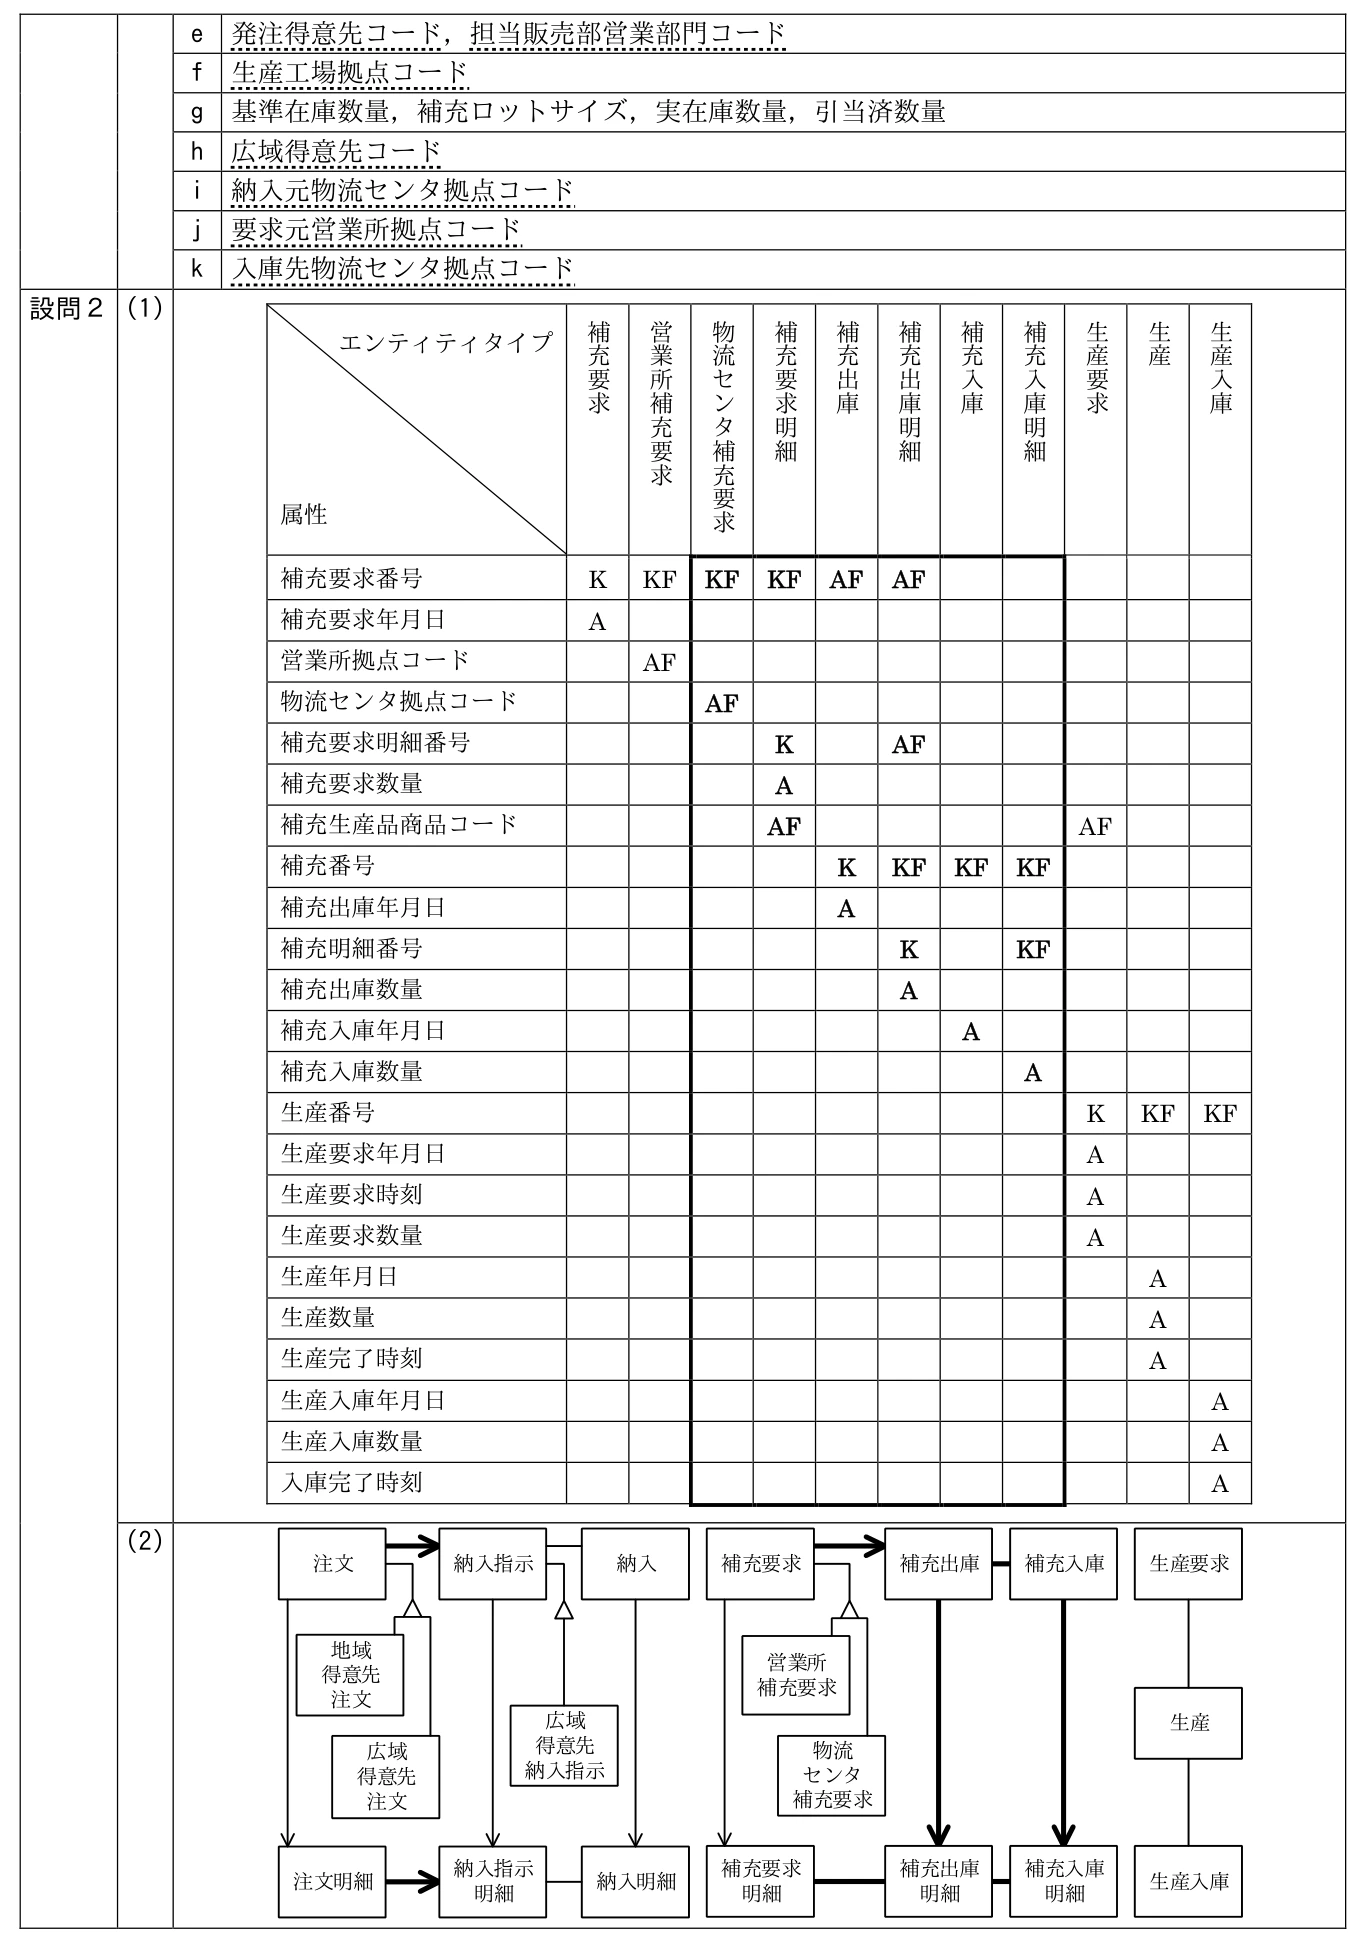 e 発注得意先コード，担当販売部営業部門コード
f 生産工場拠点コード
g 基準在庫数量，補充ロットサイズ，実在庫数量，引当済数量
h 広域得意先コード
i 納入元物流センタ拠点コード
j 要求元営業所拠点コード
k 入庫先物流センタ拠点コード
設問２ (1)
エンティティタイプ
属性
補充要求
営業所補充要求
物流センタ補充要求
補充要求明細
補充出庫
補充出庫明細
補充入庫
補充入庫明細
生産要求
生産
生産入庫
補充要求番号 K KF KF KF AF AF
補充要求年月日 A
営業所拠点コード AF
物流センタ拠点コード AF
補充要求明細番号 K AF
補充要求数量 A
補充生産品商品コード AF AF
補充番号 K KF KF KF
補充出庫年月日 A
補充明細番号 K KF
補充出庫数量 A
補充入庫年月日 A
補充入庫数量 A
生産番号 K KF KF
生産要求年月日 A
生産要求時刻 A
生産要求数量 A
生産年月日 A
生産数量 A
生産完了時刻 A
生産入庫年月日 A
生産入庫数量 A
入庫完了時刻 A
(2)
注文
納入指示
納入
補充要求
補充出庫
補充入庫
生産要求
地域
得意先
注文
広域
得意先
注文
広域
得意先
納入指示
営業所
補充要求
物流
センタ
補充要求
生産
注文明細
納入指示
明細
納入明細
補充要求
明細
補充出庫
明細
補充入庫
明細
生産入庫